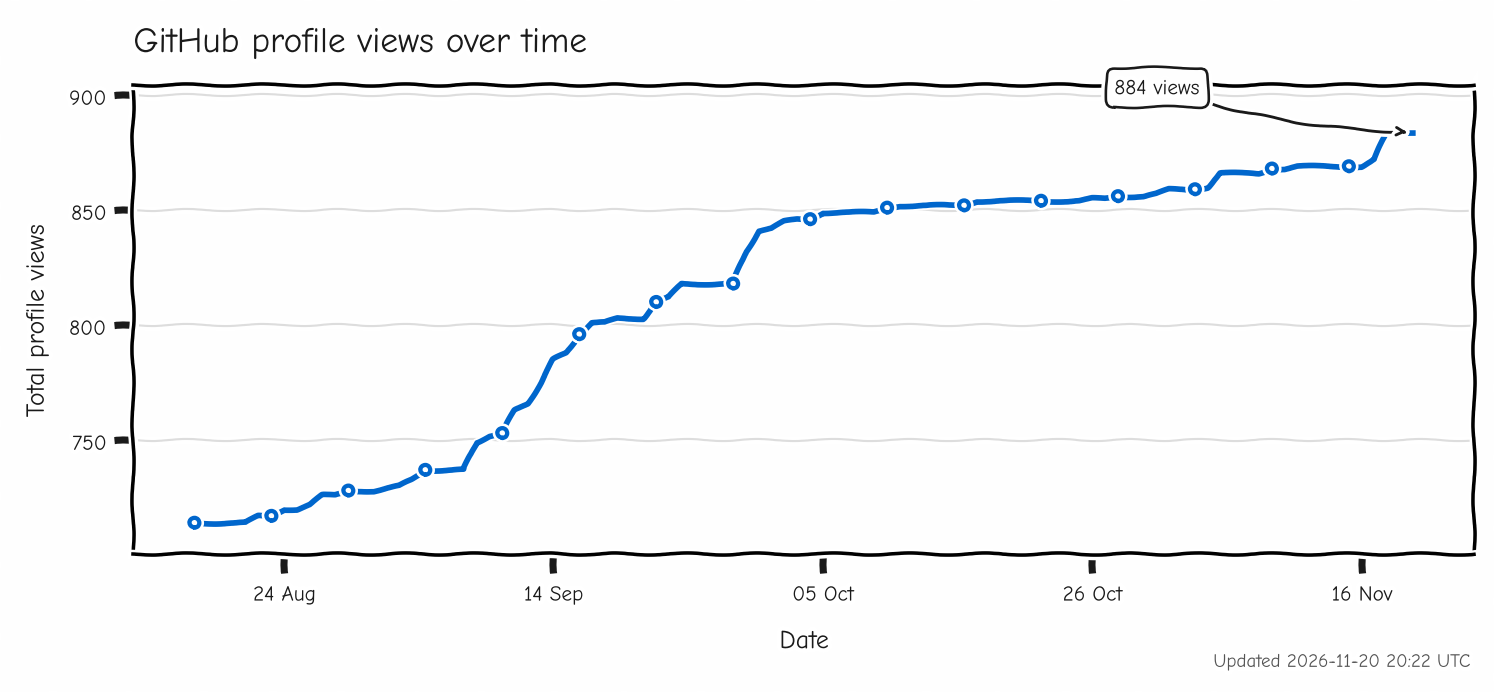 GitHub profile views over time
884 views
900
850
800
750
Total profile views
24 Aug
14 Sep
05 Oct
26 Oct
16 Nov
Date
Updated 2026-11-20 20:22 UTC